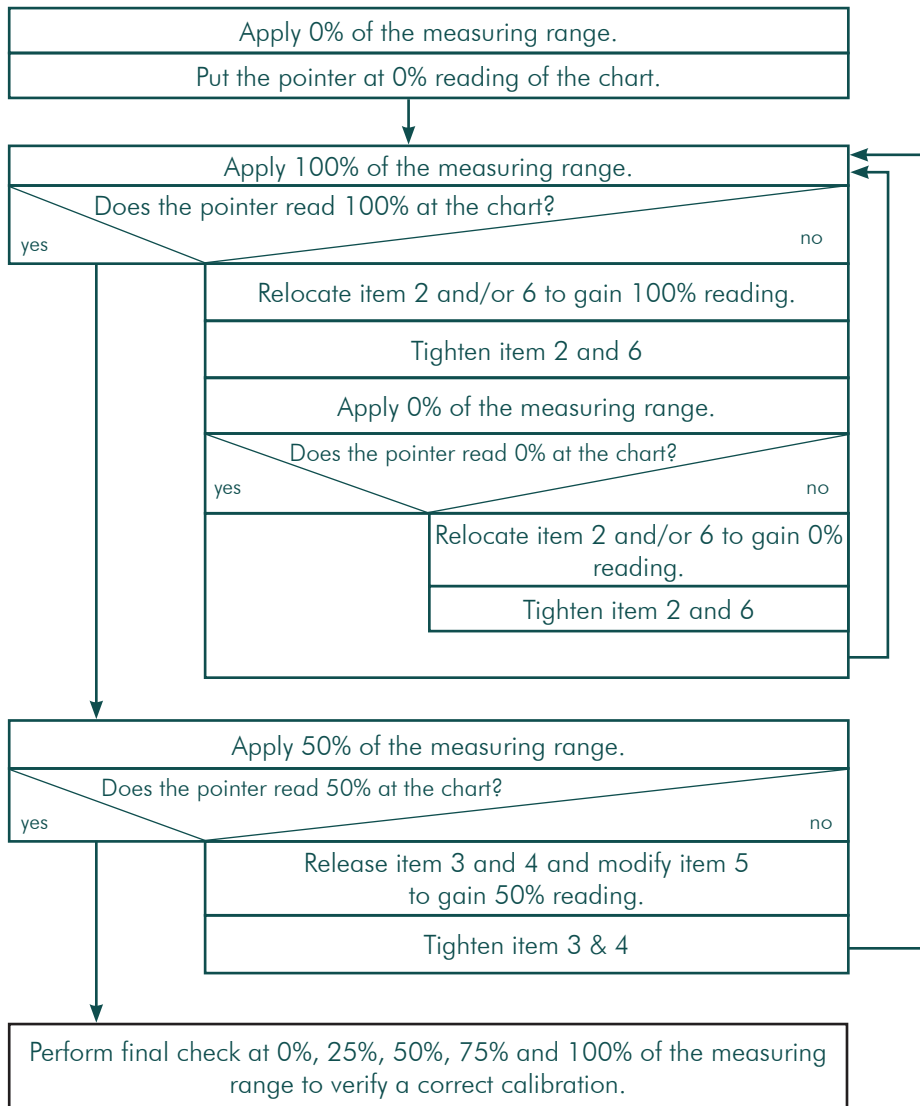 Apply 0% of the measuring range.
Put the pointer at 0% reading of the chart.
Apply 100% of the measuring range.
Does the pointer read 100% at the chart?
yes
no
Relocate item 2 and/or 6 to gain 100% reading.
Tighten item 2 and 6
Apply 0% of the measuring range.
Does the pointer read 0% at the chart?
yes
no
Relocate item 2 and/or 6 to gain 0%
reading.
Tighten item 2 and 6
Apply 50% of the measuring range.
Does the pointer read 50% at the chart?
yes
no
Release item 3 and 4 and modify item 5
to gain 50% reading.
Tighten item 3 & 4
Perform final check at 0%, 25%, 50%, 75% and 100% of the measuring
range to verify a correct calibration.